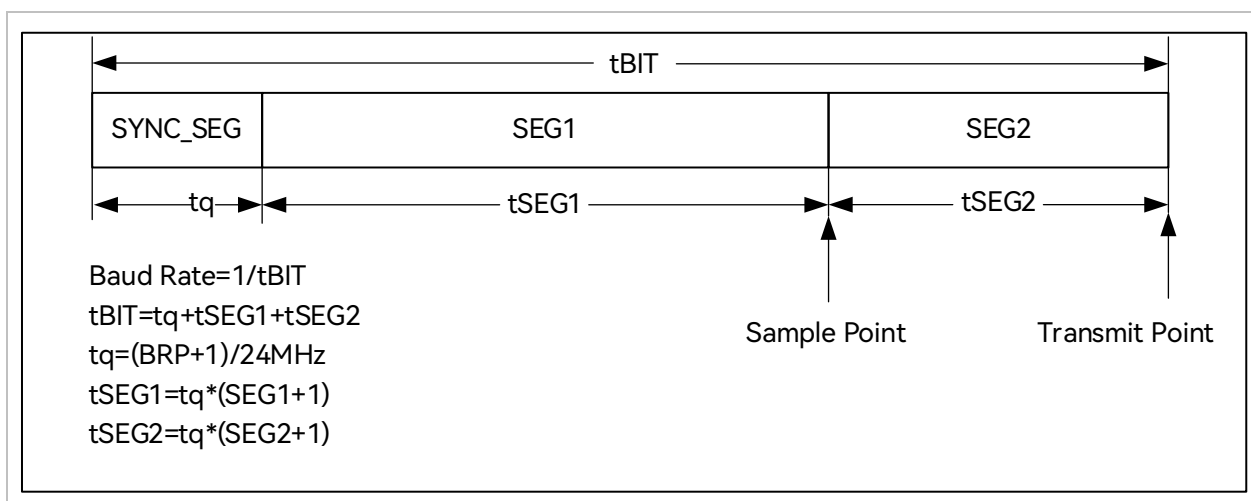 tBIT
SYNC_SEG SEG1 SEG2
tq tSEG1 tSEG2
Baud Rate=1/tBIT
tBIT=tq+tSEG1+tSEG2
tq=(BRP+1)/24MHz
tSEG1=tq*(SEG1+1)
tSEG2=tq*(SEG2+1)
Sample Point Transmit Point